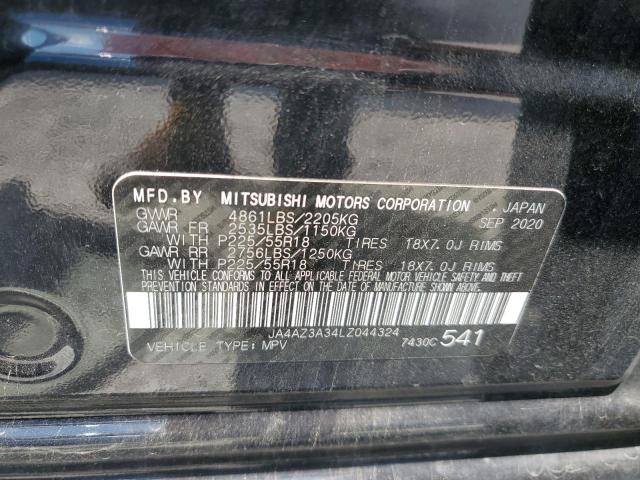 MFD.BY MITSUBISHI MOTORS CORPORATION, JAPAN
GVWR 4861LBS/2205KG SEP 2020
GAWR FR 2535LBS/1150KG
WITH P225/55R18 TIRES 18X7.0J RIMS
GAWR RR 2756LBS/1250KG
WITH P225/55R18 TIRES 18X7.0J RIMS
THIS VEHICLE CONFORMS TO ALL APPLICABLE FEDERAL MOTOR VEHICLE SAFETY AND THEFT
PREVENTION STANDARDS IN EFFECT ON THE DATE OF MANUFACTURE SHOWN ABOVE.
JA4AZ3A34LZ044324
VEHICLE TYPE: MPV 7430C 541